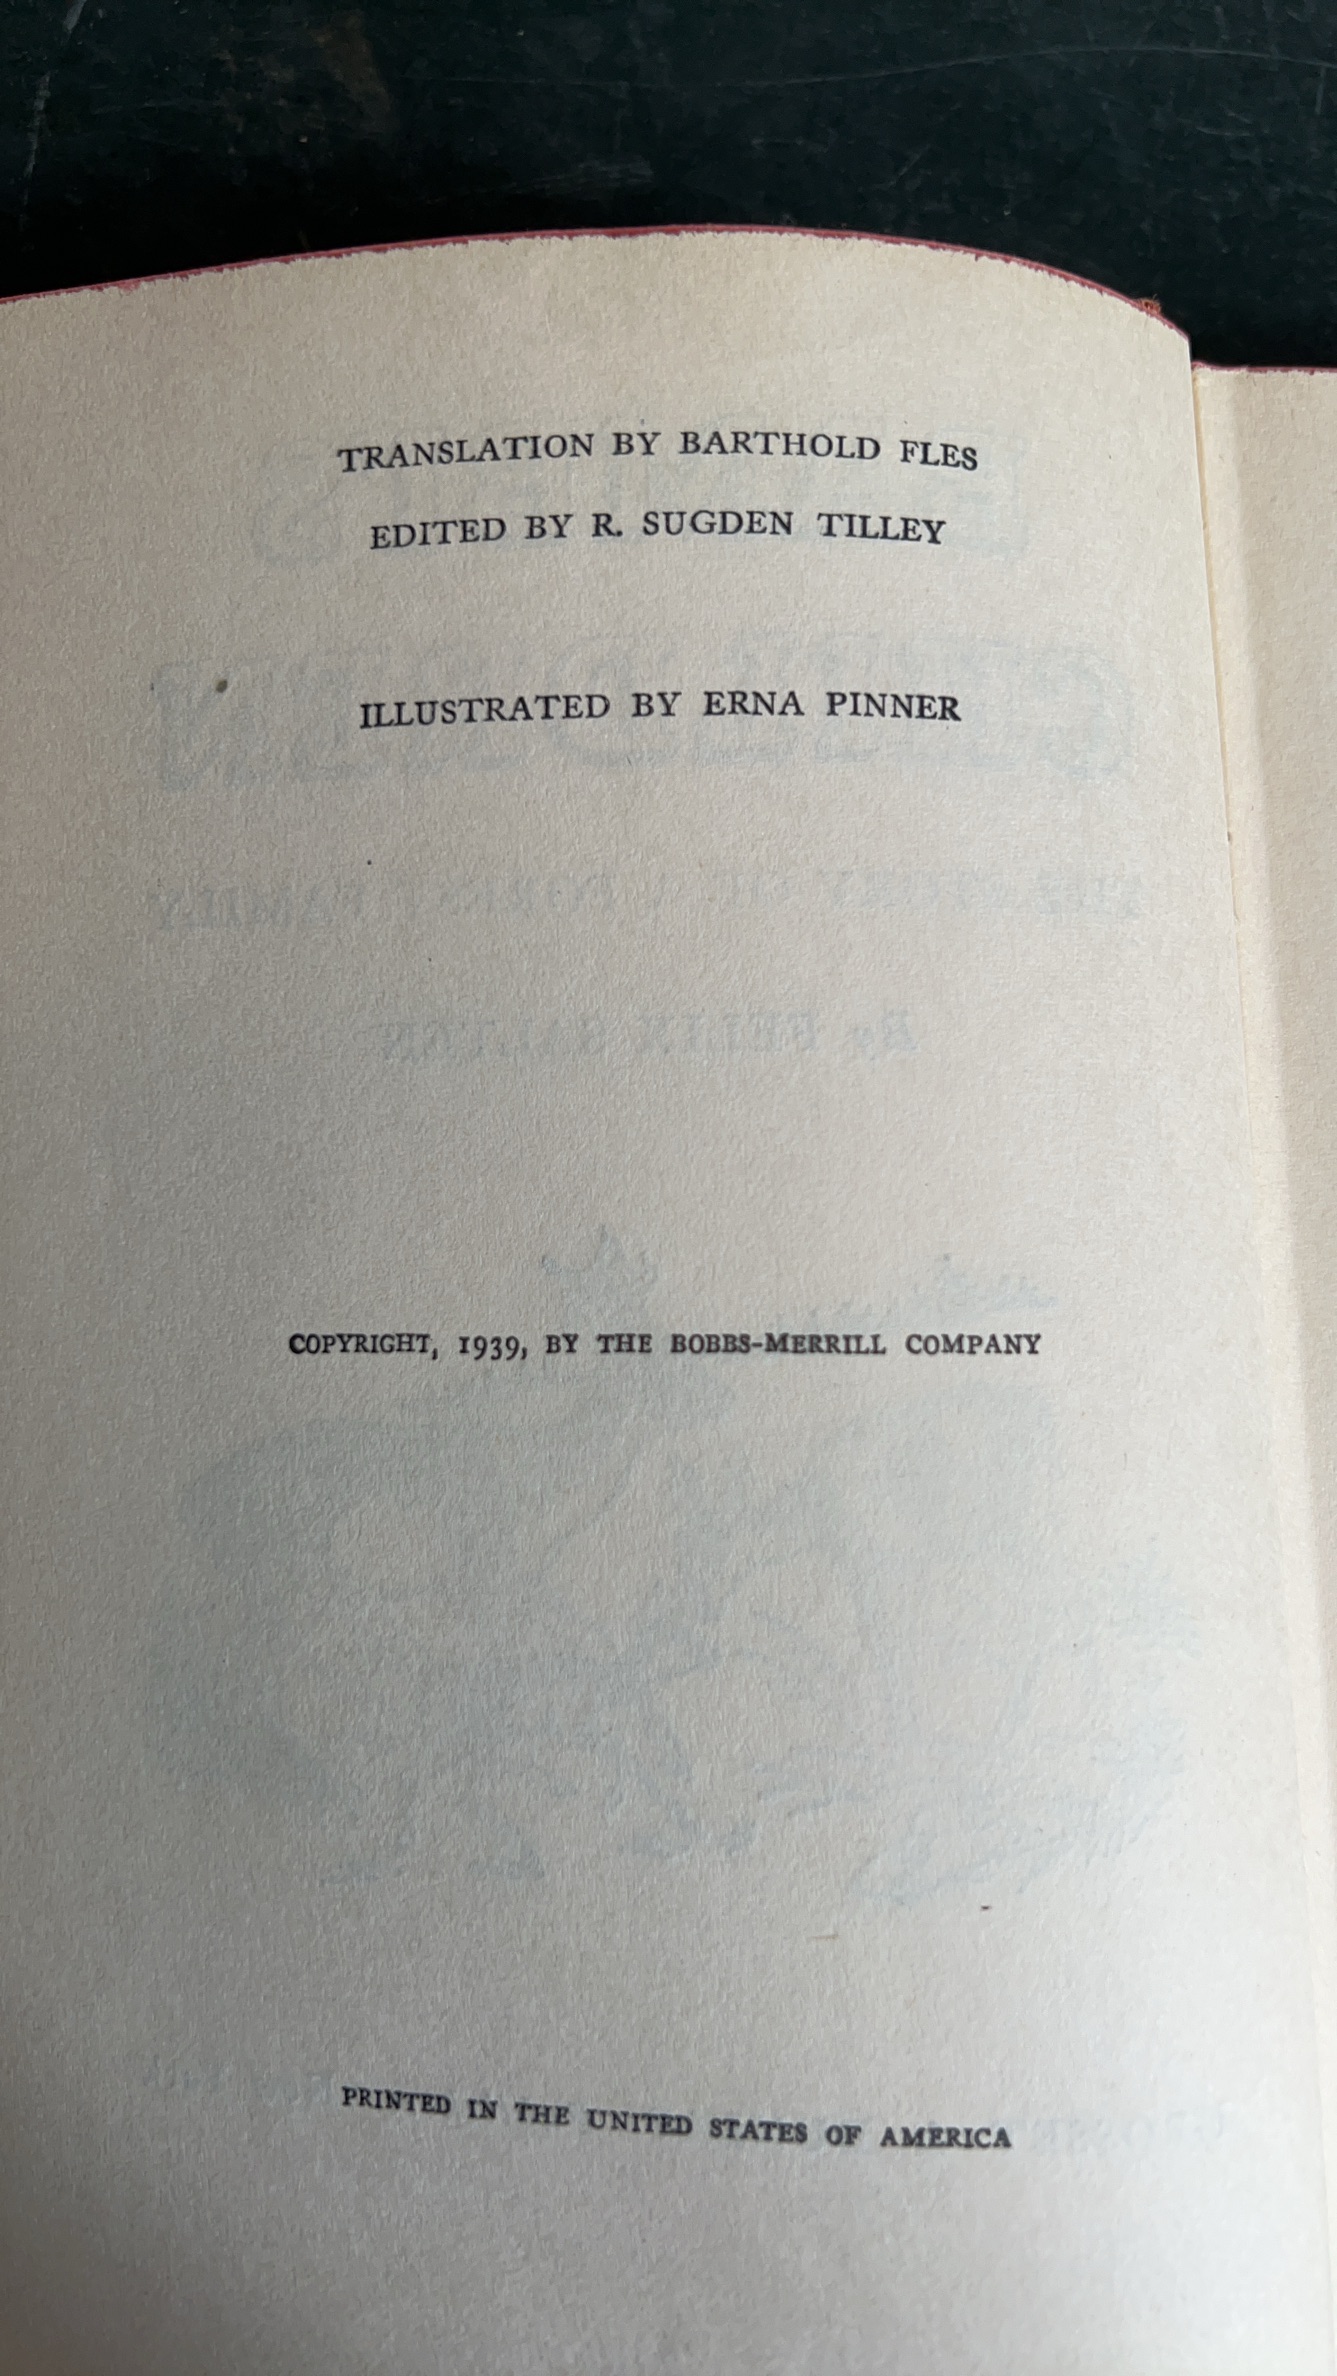 TRANSLATION BY BARTHOLD FLES
EDITED BY R. SUGDEN TILLEY
ILLUSTRATED BY ERNA PINNER
COPYRIGHT, 1939, BY THE BOBBS-MERRILL COMPANY
PRINTED IN THE UNITED STATES OF AMERICA